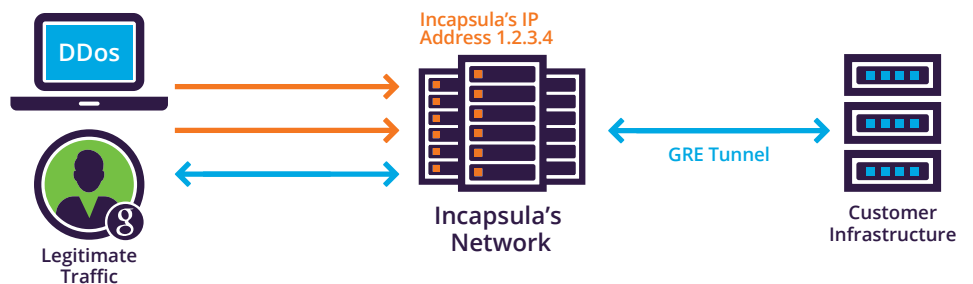 DDos
Incapsula's IP
Address 1.2.3.4
GRE Tunnel
g
Legitimate
Traffic
Incapsula's
Network
Customer
Infrastructure